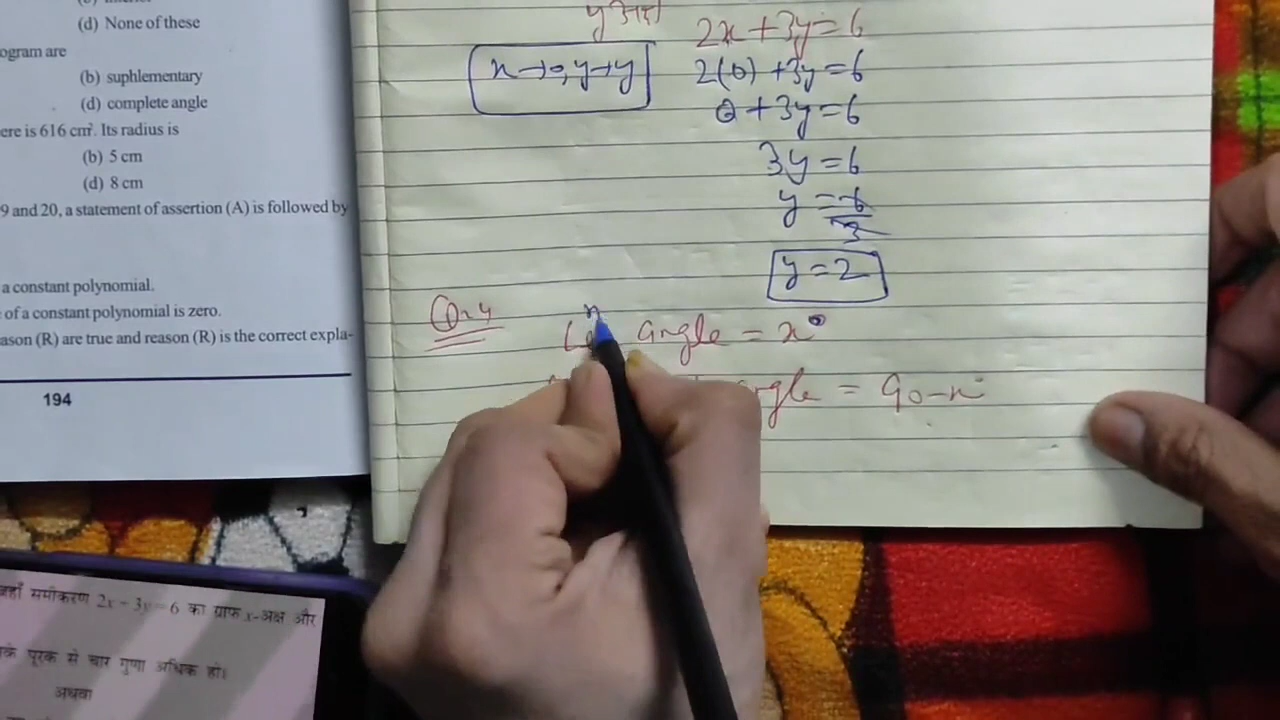 (d) None of these
ogram are
(b) suphlementary
(d) complete angle
ere is 616 cm². Its radius is
(b) 5 cm
(d) 8 cm
9 and 20, a statement of assertion (A) is followed by
a constant polynomial.
of a constant polynomial is zero.
ason (R) are true and reason (R) is the correct expla-
194
2x + 3y = 6
x→0, y→y
2(0) + 3y = 6
0 + 3y = 6
3y = 6
y = 6/3
y = 2
Q.4
angle = x°
angle = 90-x°
समीकरण 2x - 3y = 6 का ग्राफ x-अक्ष और
के पूरक से चार गुणा अधिक हो।
अथवा